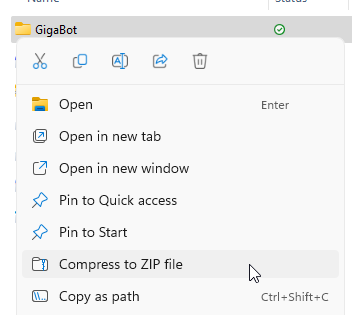 Name Status
GigaBot
Open Enter
Open in new tab
Open in new window
Pin to Quick access
Pin to Start
Compress to ZIP file
Copy as path Ctrl+Shift+C